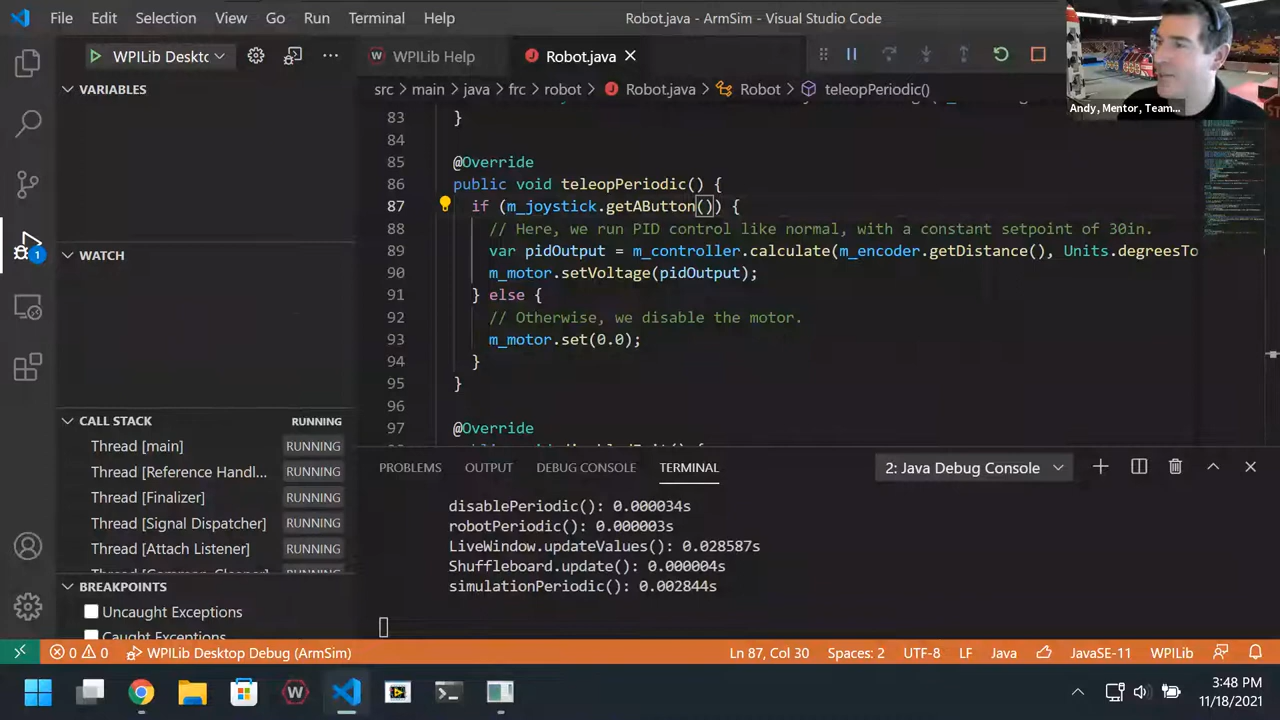 File Edit Selection View Go Run Terminal Help Robot.java - ArmSim - Visual Studio Code
WPILib Deskto
WPILib Help
Robot.java
VARIABLES
src > main > java > frc > robot > Robot.java > Robot > teleopPeriodic()
Andy, Mentor, Team...
83 }
84
85 @Override
86 public void teleopPeriodic() {
87 if (m_joystick.getAButton()) {
88 // Here, we run PID control like normal, with a constant setpoint of 30in.
89 var pidOutput = m_controller.calculate(m_encoder.getDistance(), Units.degreesTo
90 m_motor.setVoltage(pidOutput);
91 } else {
92 // Otherwise, we disable the motor.
93 m_motor.set(0.0);
94 }
95 }
96
97 @Override
1
WATCH
CALL STACK RUNNING
Thread [main] RUNNING
Thread [Reference Handl... RUNNING
Thread [Finalizer] RUNNING
Thread [Signal Dispatcher] RUNNING
Thread [Attach Listener] RUNNING
BREAKPOINTS
Uncaught Exceptions
Caught Exceptions
PROBLEMS OUTPUT DEBUG CONSOLE TERMINAL 2: Java Debug Console
disablePeriodic(): 0.000034s
robotPeriodic(): 0.000003s
LiveWindow.updateValues(): 0.028587s
Shuffleboard.update(): 0.000004s
simulationPeriodic(): 0.002844s
0 0 WPILib Desktop Debug (ArmSim) Ln 87, Col 30 Spaces: 2 UTF-8 LF Java JavaSE-11 WPILib
3:48 PM
11/18/2021